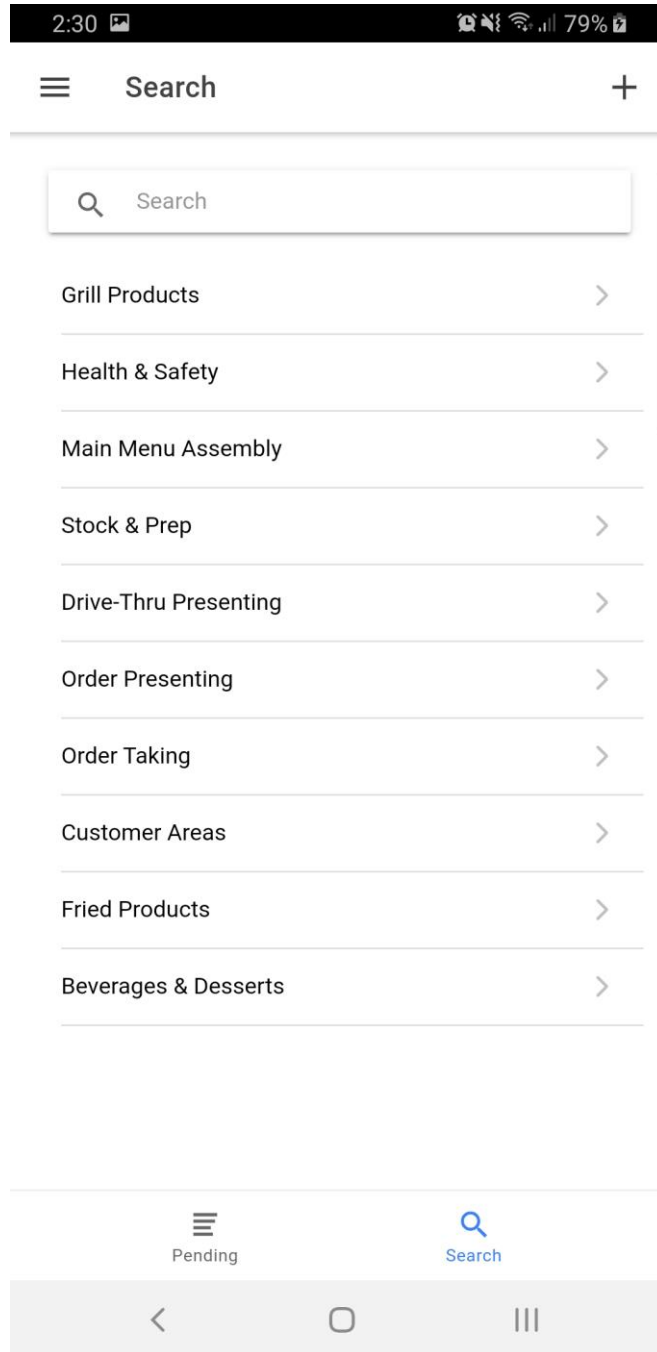 2:30 79%
Search
Search
Grill Products
Health & Safety
Main Menu Assembly
Stock & Prep
Drive-Thru Presenting
Order Presenting
Order Taking
Customer Areas
Fried Products
Beverages & Desserts
Pending Search